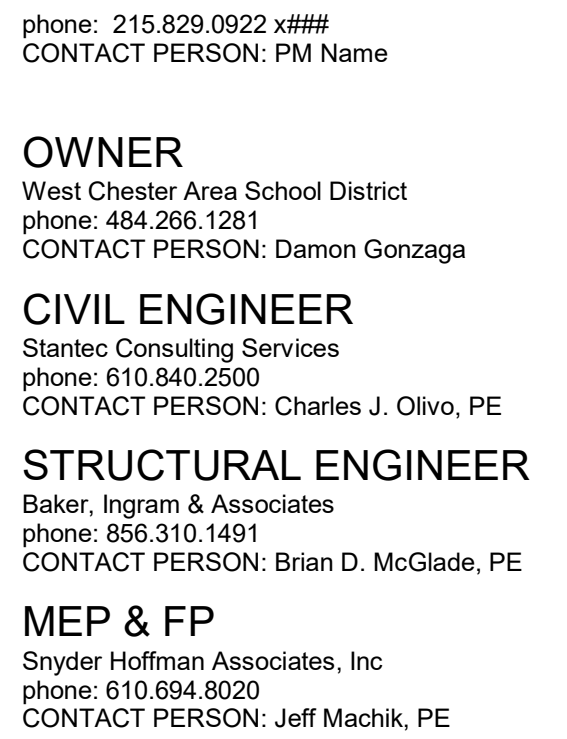 phone:  215.829.0922 x###
CONTACT PERSON: PM Name
OWNER
West Chester Area School District
phone: 484.266.1281
CONTACT PERSON: Damon Gonzaga
CIVIL ENGINEER
Stantec Consulting Services
phone: 610.840.2500
CONTACT PERSON: Charles J. Olivo, PE
STRUCTURAL ENGINEER
Baker, Ingram & Associates
phone: 856.310.1491
CONTACT PERSON: Brian D. McGlade, PE
MEP & FP
Snyder Hoffman Associates, Inc
phone: 610.694.8020
CONTACT PERSON: Jeff Machik, PE